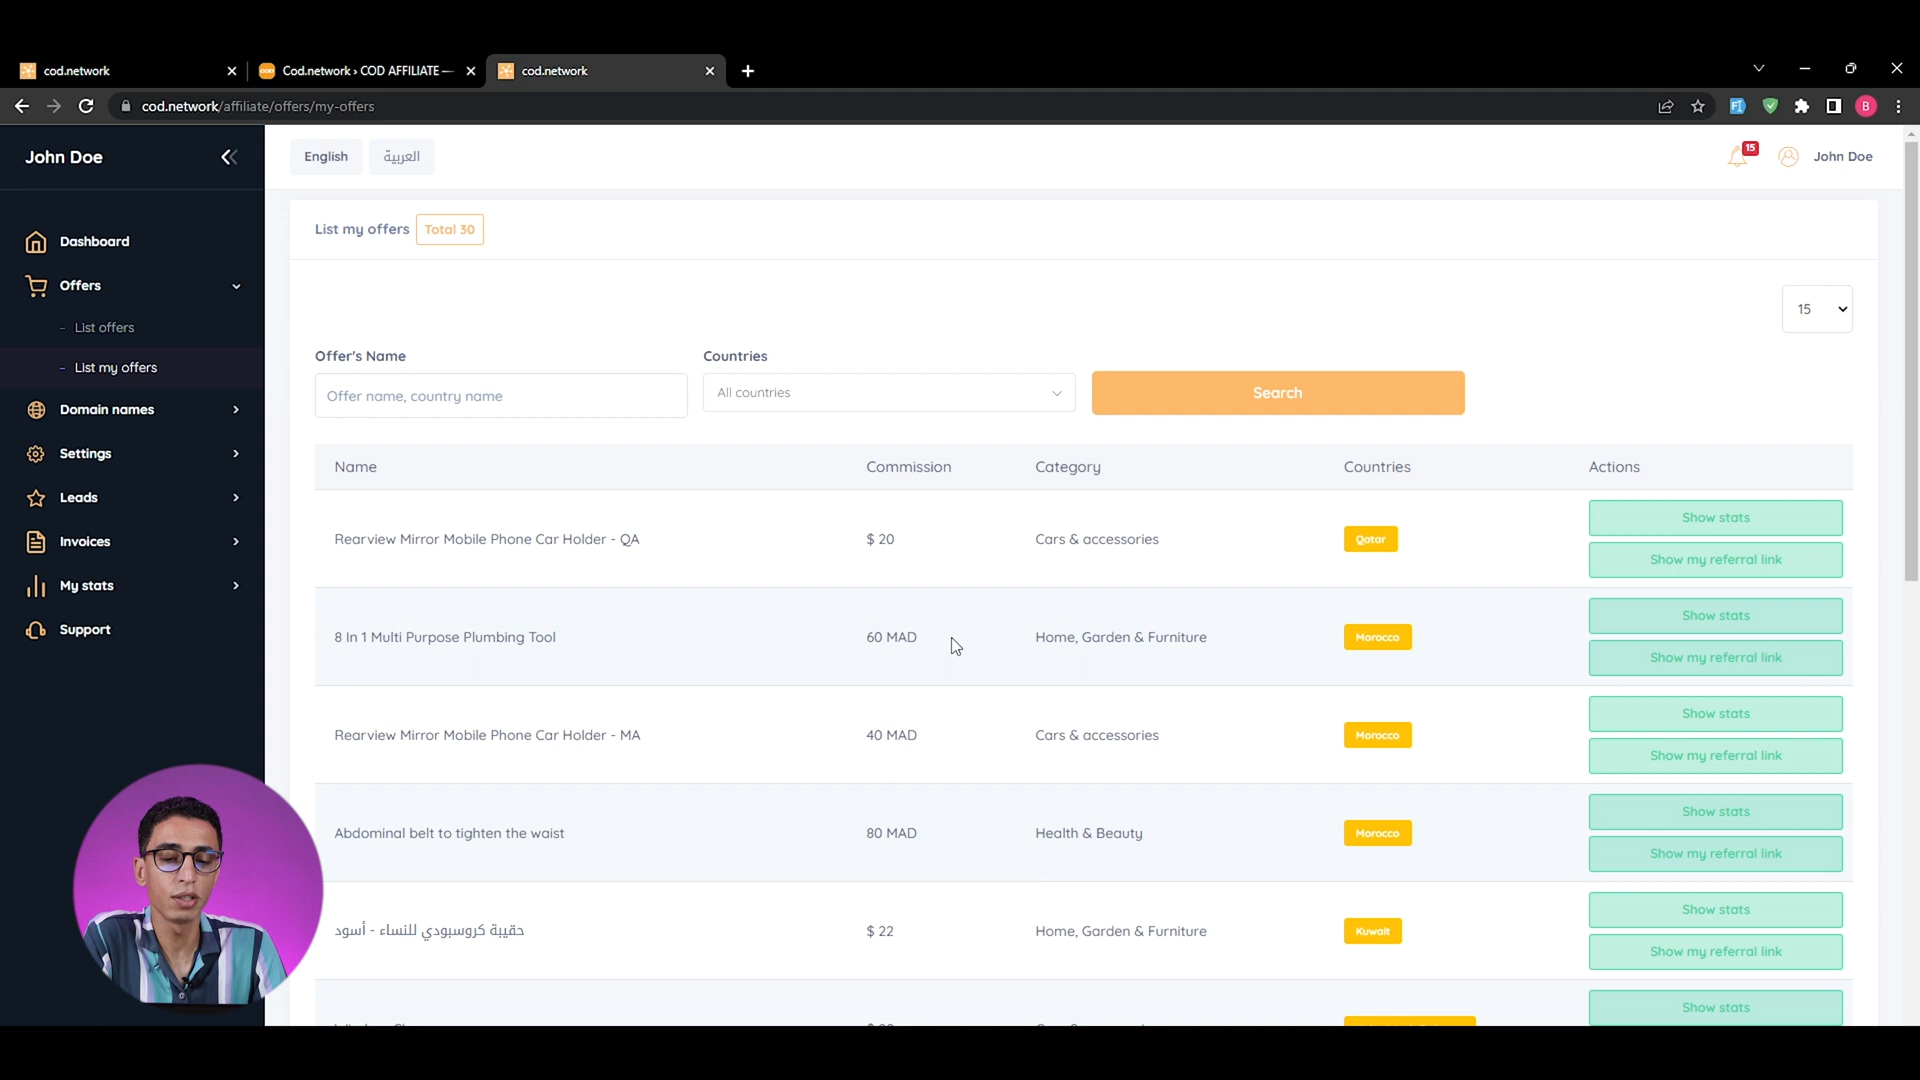 cod.network
Cod.network › COD AFFILIATE —
cod.network
cod.network/affiliate/offers/my-offers
B
John Doe
English
العربية
15
John Doe
Dashboard
Offers
- List offers
- List my offers
Domain names
Settings
Leads
Invoices
My stats
Support
List my offers
Total 30
15
Offer's Name
Countries
Offer name, country name
All countries
Search
Name Commission Category Countries Actions
Rearview Mirror Mobile Phone Car Holder - QA $ 20 Cars & accessories Qatar
Show stats
Show my referral link
8 In 1 Multi Purpose Plumbing Tool 60 MAD Home, Garden & Furniture Morocco
Show stats
Show my referral link
Rearview Mirror Mobile Phone Car Holder - MA 40 MAD Cars & accessories Morocco
Show stats
Show my referral link
Abdominal belt to tighten the waist 80 MAD Health & Beauty Morocco
Show stats
Show my referral link
حقيبة كروسبودي للنساء - أسود $ 22 Home, Garden & Furniture Kuwait
Show stats
Show my referral link
Show stats